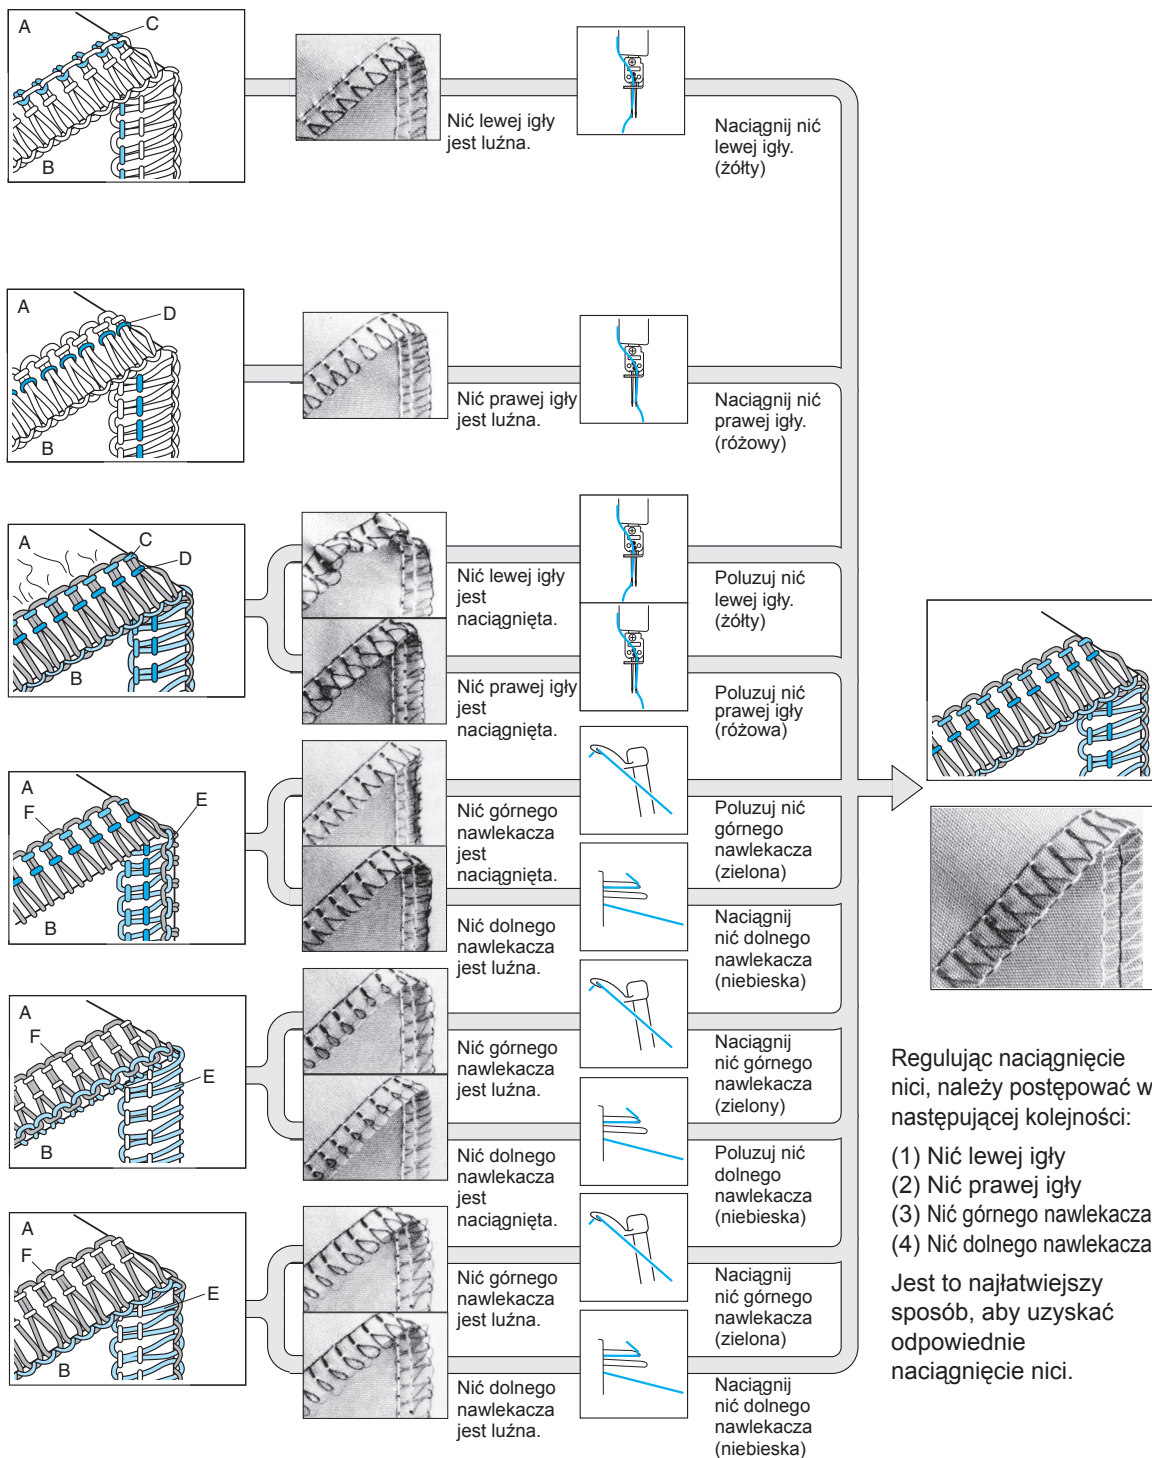 A
C
B
Nić lewej igły
jest luźna.
Naciągnij nić
lewej igły.
(żółty)
A
D
B
Nić prawej igły
jest luźna.
Naciągnij nić
prawej igły.
(różowy)
A
C
D
B
Nić lewej igły
jest
naciągnięta.
Poluzuj nić
lewej igły.
(żółty)
Nić prawej igły
jest
naciągnięta.
Poluzuj nić
prawej igły
(różowa)
A
F
E
B
Nić górnego
nawlekacza
jest
naciągnięta.
Poluzuj nić
górnego
nawlekacza
(zielona)
Nić dolnego
nawlekacza
jest luźna.
Naciągnij
nić dolnego
nawlekacza
(niebieska)
A
F
E
B
Nić górnego
nawlekacza
jest luźna.
Naciągnij
nić górnego
nawlekacza
(zielony)
Nić dolnego
nawlekacza
jest
naciągnięta.
Poluzuj nić
dolnego
nawlekacza
(niebieska)
A
F
E
B
Nić górnego
nawlekacza
jest luźna.
Naciągnij
nić górnego
nawlekacza
(zielona)
Nić dolnego
nawlekacza
jest luźna.
Naciągnij
nić dolnego
nawlekacza
(niebieska)
Regulując naciągnięcie
nici, należy postępować w
następującej kolejności:
(1) Nić lewej igły
(2) Nić prawej igły
(3) Nić górnego nawlekacza
(4) Nić dolnego nawlekacza
Jest to najłatwiejszy
sposób, aby uzyskać
odpowiednie
naciągnięcie nici.